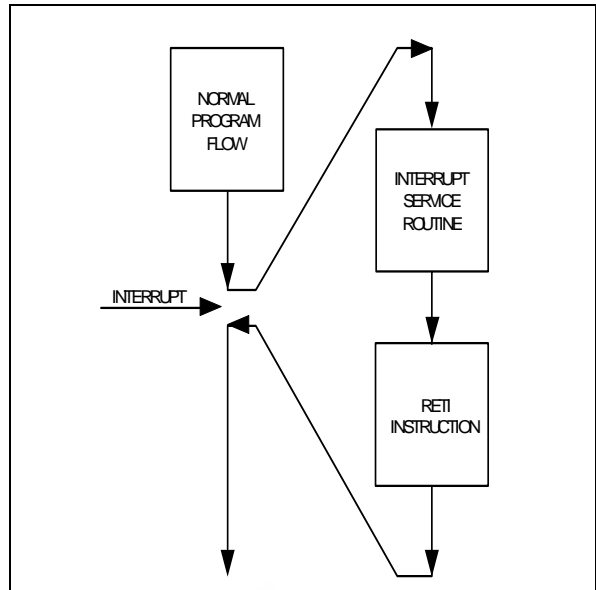 NORMAL
PROGRAM
FLOW
INTERRUPT
SERVICE
ROUTINE
INTERRUPT
RETI
INSTRUCTION